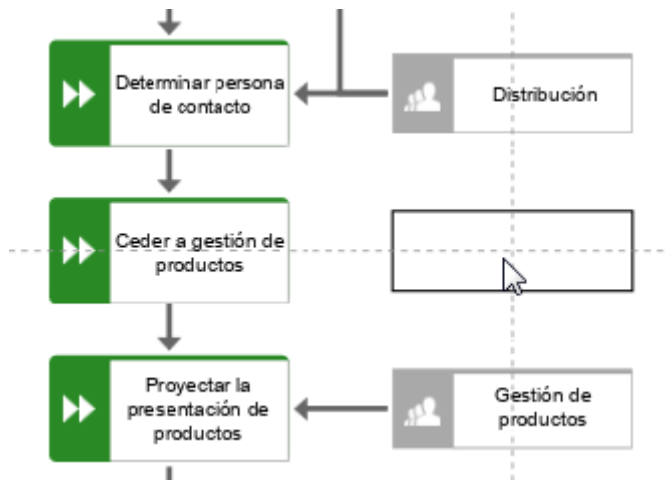 Determinar persona
de contacto
Distribución
Ceder a gestión de
productos
Proyectar la
presentación de
productos
Gestión de
productos